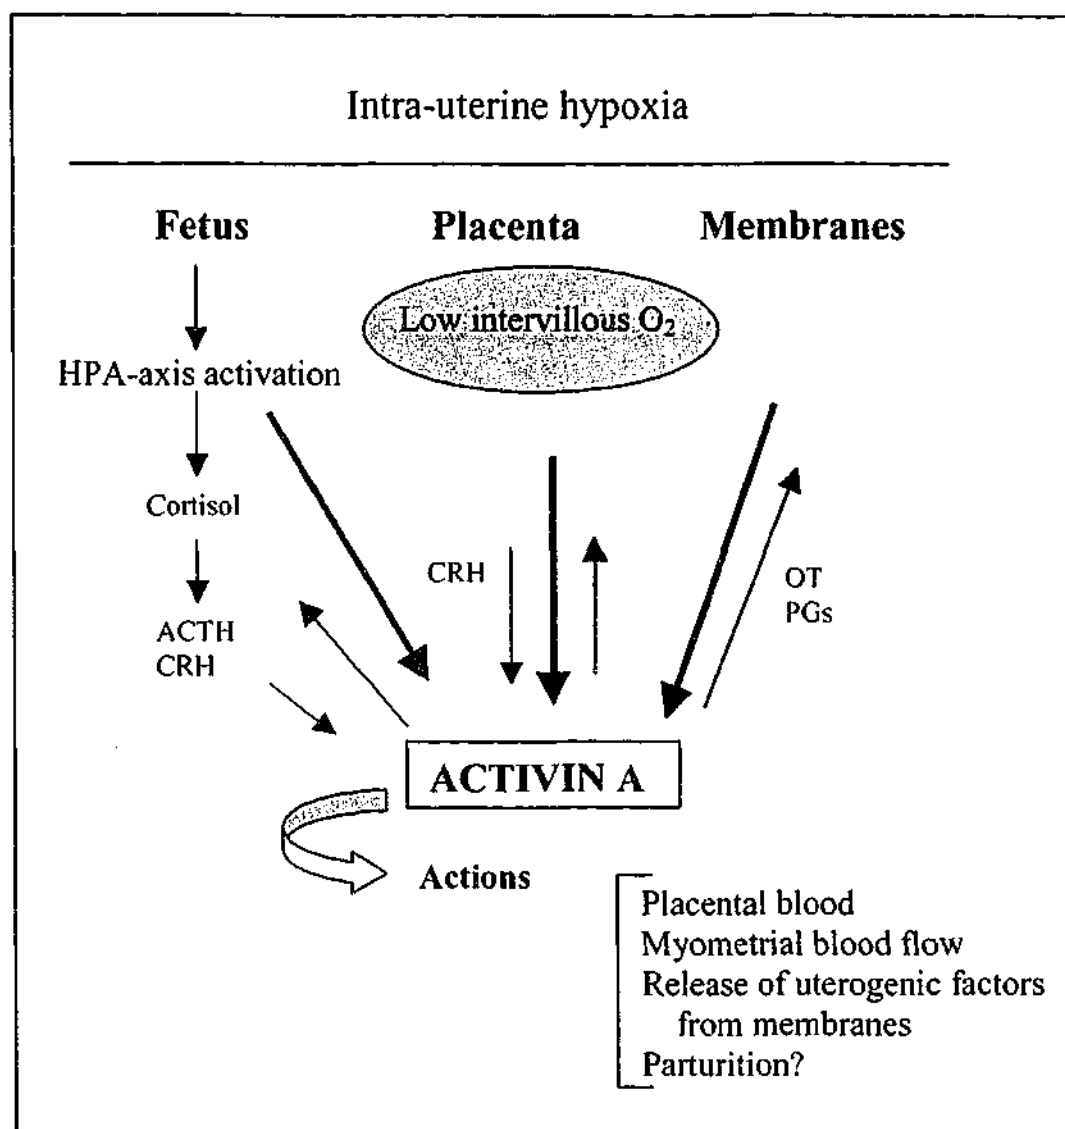 Intra-uterine hypoxia
Fetus
Placenta
Membranes
Low intervillous O₂
HPA-axis activation
Cortisol
CRH
OT
PGs
ACTH
CRH
ACTIVIN A
Actions
Placental blood
Myometrial blood flow
Release of uterogenic factors
from membranes
Parturition?